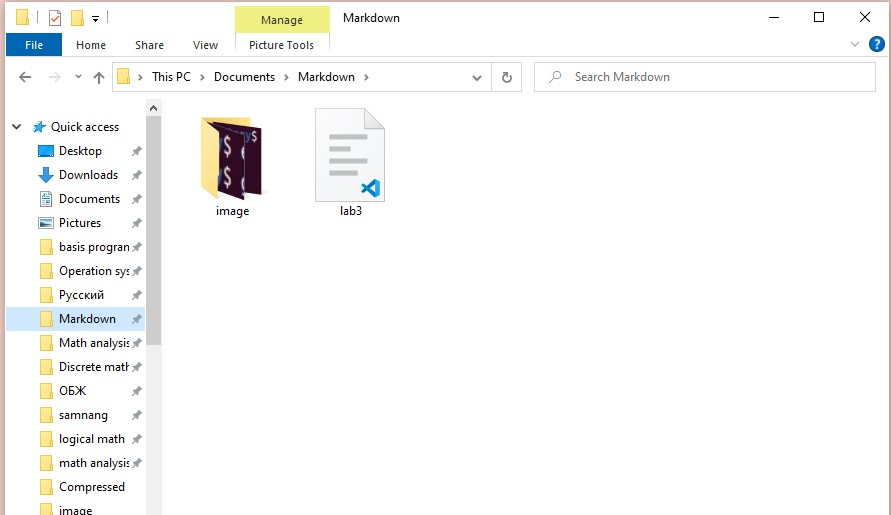 Manage
Markdown
File
Home
Share
View
Picture Tools
This PC
Documents
Markdown
Search Markdown
Quick access
Desktop
Downloads
Documents
Pictures
basis progran
Operation sys
Русский
Markdown
Math analysis
Discrete math
ОБЖ
samnang
logical math
math analysis
Compressed
image
y$
$
$
image
lab3